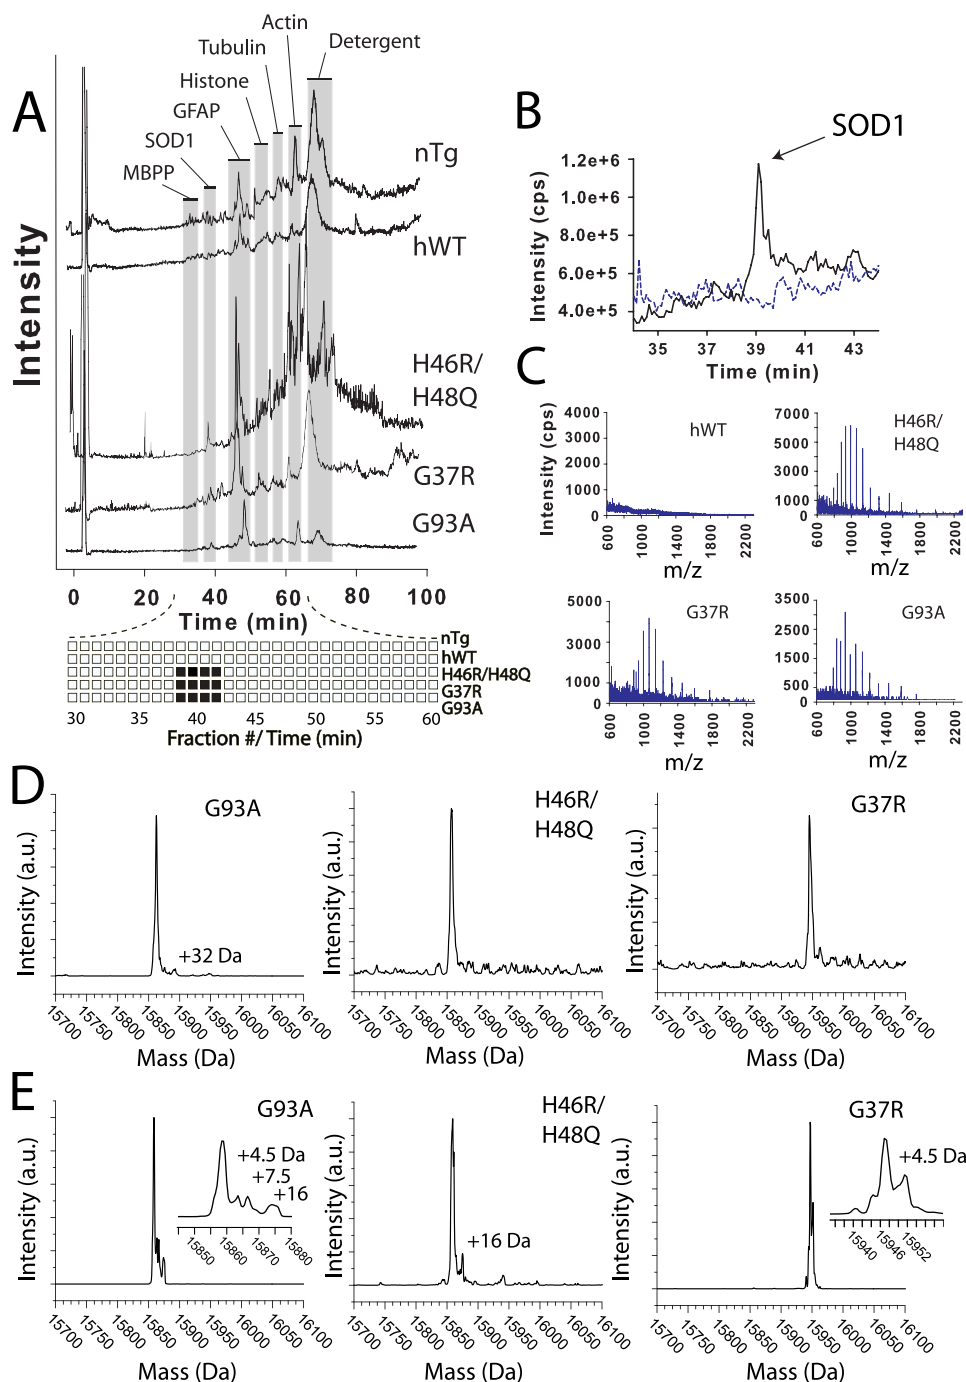 A
Intensity
MBPP
SOD1
GFAP
Histone
Tubulin
Actin
Detergent
nTg
hWT
H46R/
H48Q
G37R
G93A
0 20 40 60 80 100
Time (min)
nTg
hWT
H46R/H48Q
G37R
G93A
30 35 40 45 50 55 60
Fraction #/ Time (min)
B
SOD1
Intensity (cps)
1.2e+6
1.0e+6
8.0e+5
6.0e+5
4.0e+5
35 37 39 41 43
Time (min)
C
Intensity (cps)
4000
3000
2000
1000
0
hWT
600 1000 1400 1800 2200
m/z
7000
5000
3000
1000
0
H46R/
H48Q
600 1000 1400 1800 2200
m/z
5000
3000
1000
0
G37R
600 1000 1400 1800 2200
m/z
3500
2500
1500
500
0
G93A
600 1000 1400 1800 2200
m/z
D
Intensity (a.u.)
G93A
+32 Da
15700 15750 15800 15850 15900 15950 16000 16050 16100
Mass (Da)
Intensity (a.u.)
H46R/
H48Q
15700 15750 15800 15850 15900 15950 16000 16050 16100
Mass (Da)
Intensity (a.u.)
G37R
15700 15750 15800 15850 15900 15950 16000 16050 16100
Mass (Da)
E
Intensity (a.u.)
G93A
+4.5 Da
+7.5
+16
15850 15860 15870 15880
15700 15750 15800 15850 15900 15950 16000 16050 16100
Mass (Da)
Intensity (a.u.)
H46R/
H48Q
+16 Da
15700 15750 15800 15850 15900 15950 16000 16050 16100
Mass (Da)
Intensity (a.u.)
G37R
+4.5 Da
15940 15946 15952
15700 15750 15800 15850 15900 15950 16000 16050 16100
Mass (Da)